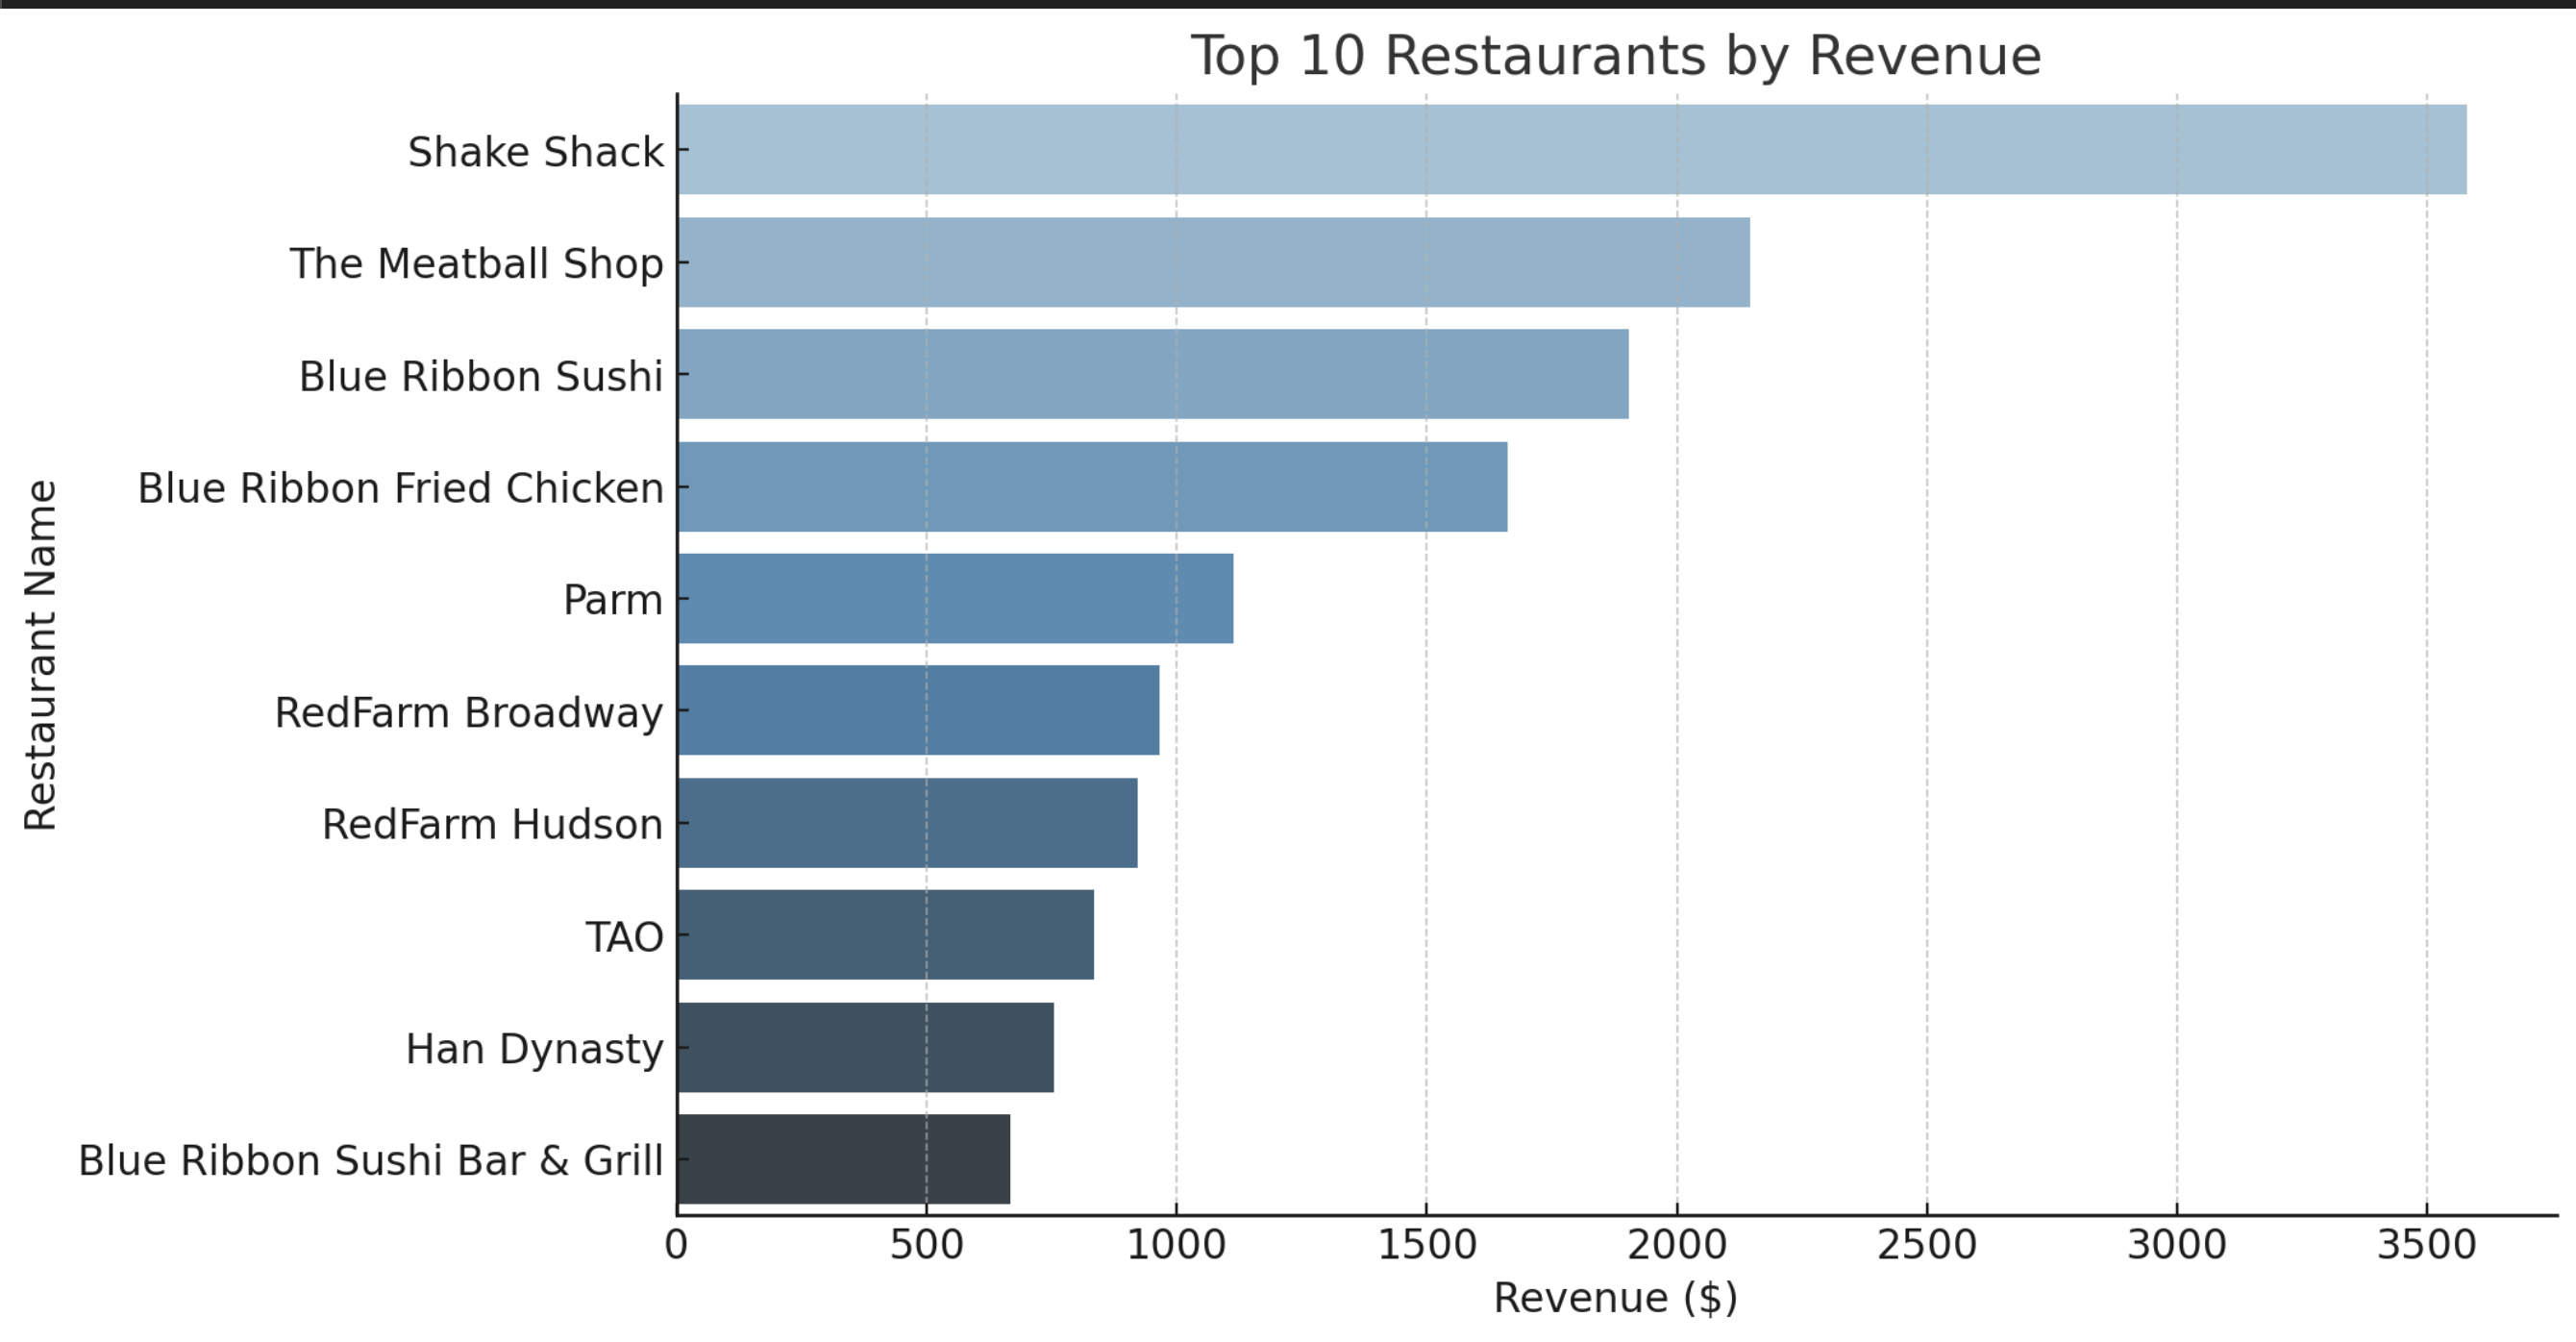 Top 10 Restaurants by Revenue
Restaurant Name
Shake Shack
The Meatball Shop
Blue Ribbon Sushi
Blue Ribbon Fried Chicken
Parm
RedFarm Broadway
RedFarm Hudson
TAO
Han Dynasty
Blue Ribbon Sushi Bar & Grill
0 500 1000 1500 2000 2500 3000 3500
Revenue ($)